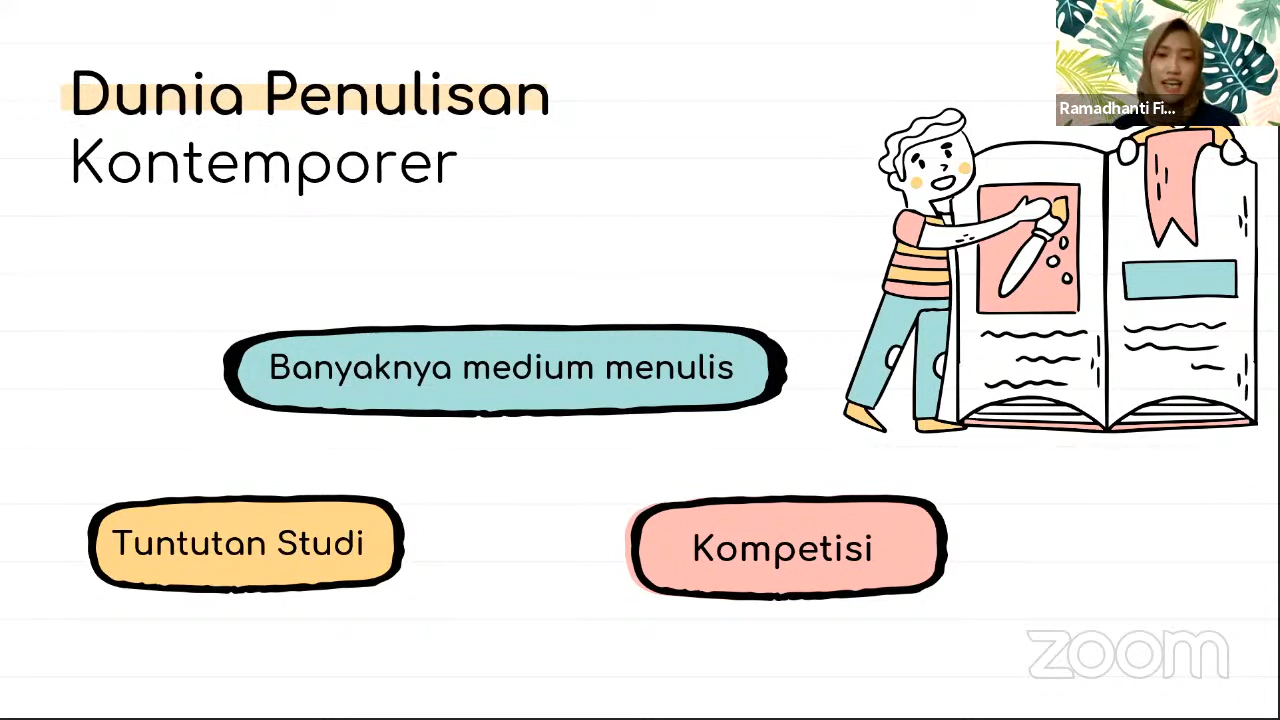 Dunia Penulisan
Kontemporer
Ramadhanti Fi...
Banyaknya medium menulis
Tuntutan Studi
Kompetisi
zoom